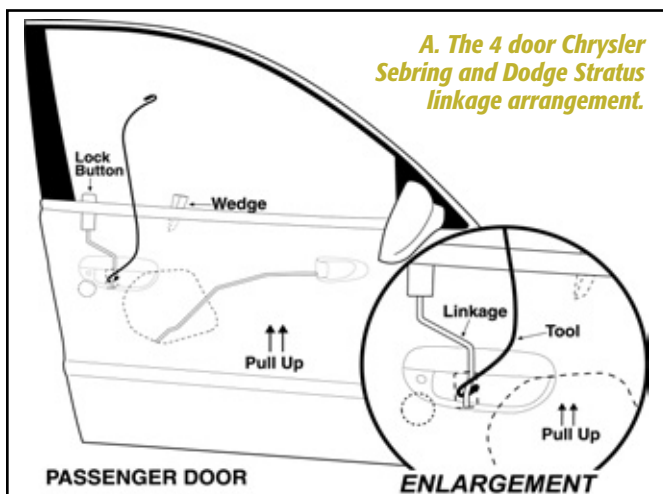 A. The 4 door Chrysler
Sebring and Dodge Stratus
linkage arrangement.
Lock
Button
Wedge
Pull Up
Linkage
Tool
Pull Up
PASSENGER DOOR
ENLARGEMENT